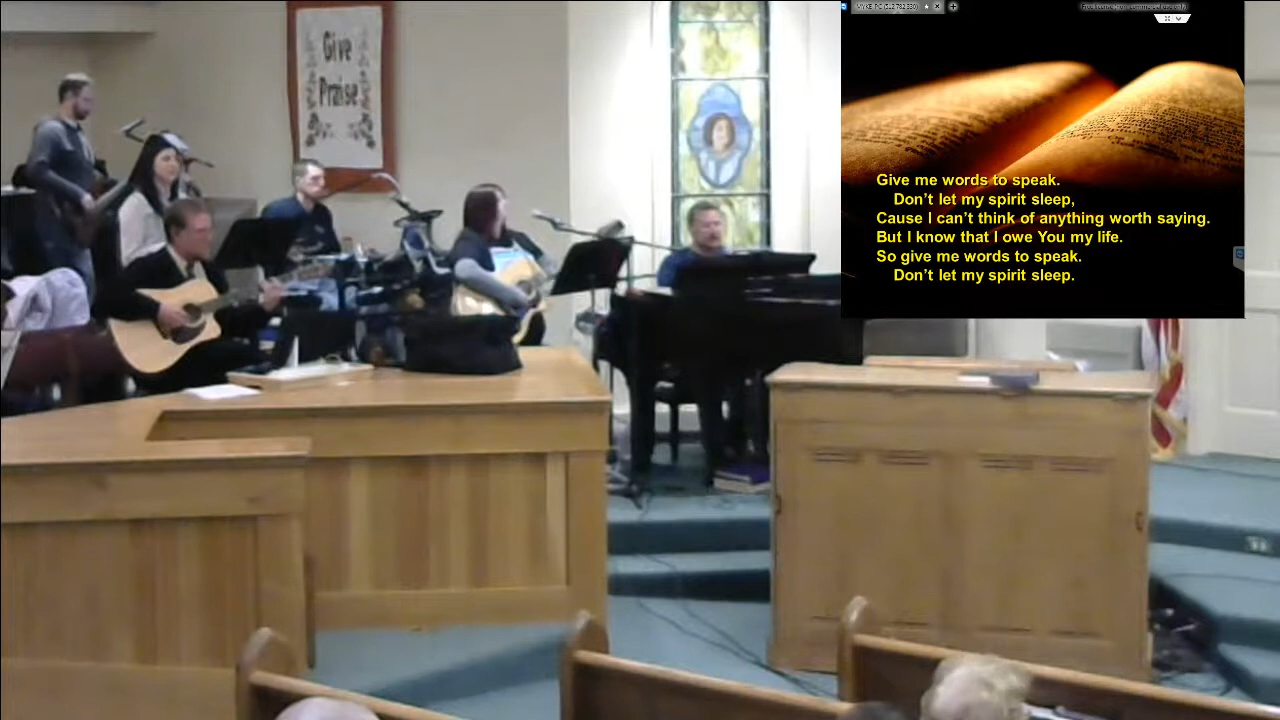 Give
Praise
Give me words to speak.
Don't let my spirit sleep,
Cause I can't think of anything worth saying.
But I know that I owe You my life.
So give me words to speak.
Don't let my spirit sleep.